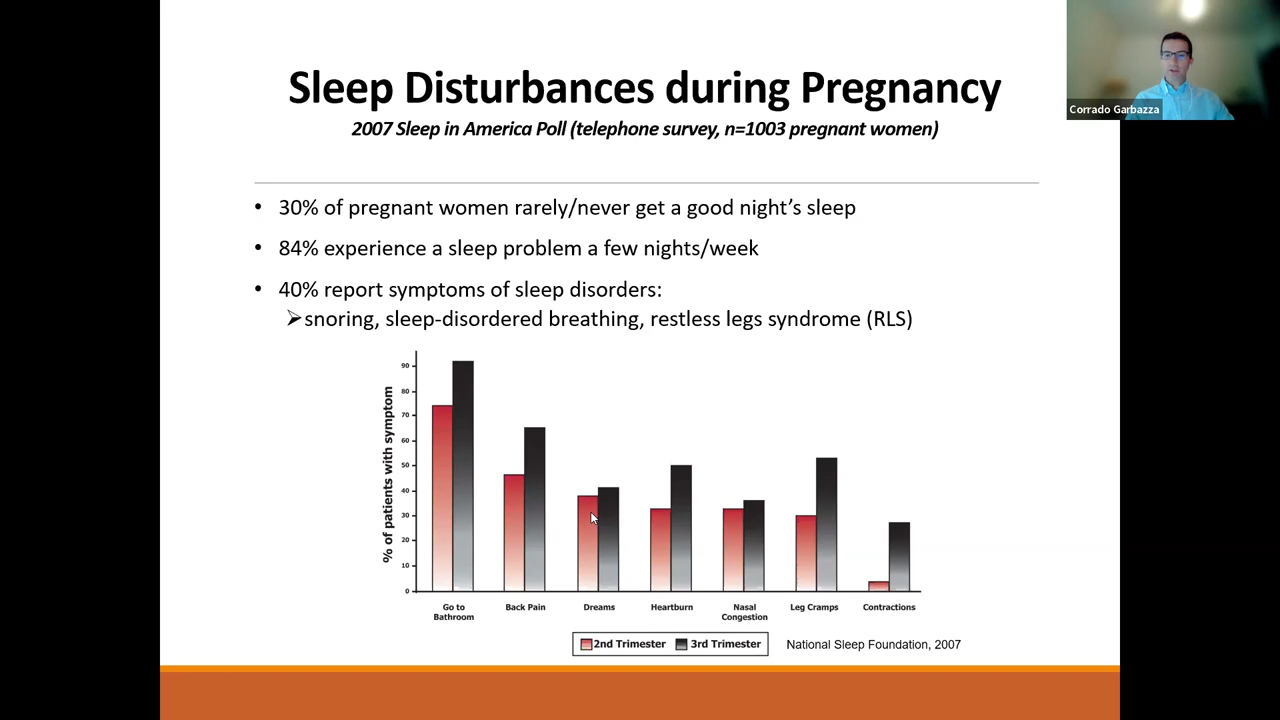 Sleep Disturbances during Pregnancy
2007 Sleep in America Poll (telephone survey, n=1003 pregnant women)
Corrado Garbazza
• 30% of pregnant women rarely/never get a good night's sleep
• 84% experience a sleep problem a few nights/week
• 40% report symptoms of sleep disorders:
➢snoring, sleep-disordered breathing, restless legs syndrome (RLS)
% of patients with symptom
90
80
70
60
50
40
30
20
10
0
Go to
Bathroom
Back Pain
Dreams
Heartburn
Nasal
Congestion
Leg Cramps
Contractions
2nd Trimester 3rd Trimester
National Sleep Foundation, 2007